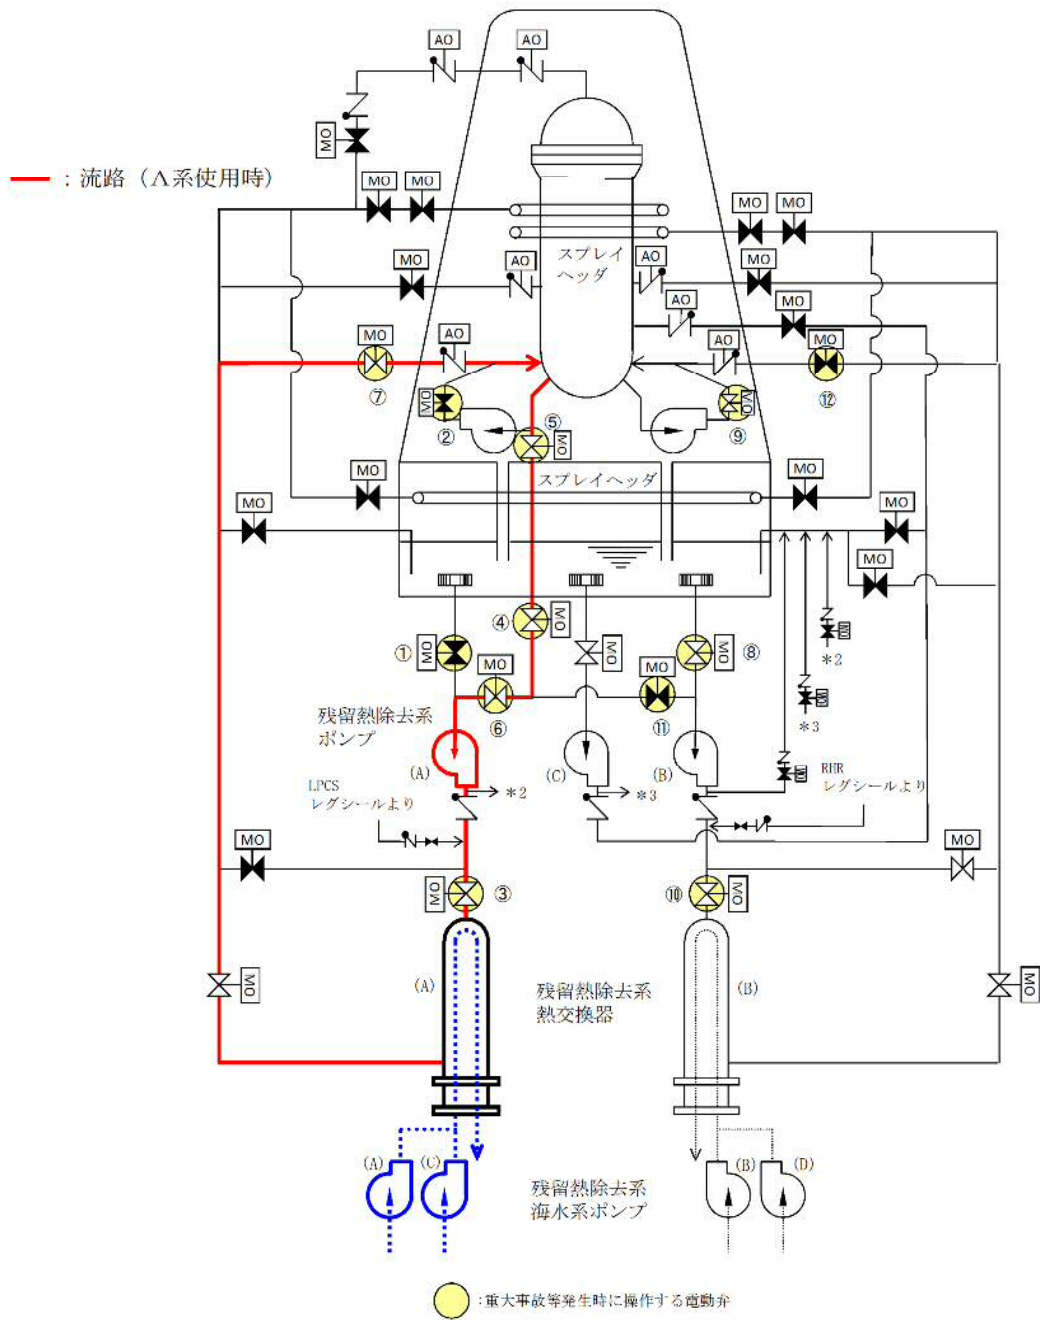 AO
AO
MO
━━ : 流路（A系使用時）
MO
MO
MO
MO
スプレイ
ヘッダ
MO
AO
AO
MO
AO
MO
MO
AO
AO
MO
⑦
⑫
MO
②
⑤
MO
MO
⑨
MO
スプレイヘッダ
MO
MO
MO
MO
④
MO
①
MO
MO
MO
⑧
MO
*2
⑥
MO
⑪
MO
*3
残留熱除去系
ポンプ
(A)
(C)
(B)
MO
LPCS
レグシールより
*2
*3
RHR
レグシールより
MO
MO
MO
③
⑩
MO
MO
(A)
残留熱除去系
熱交換器
(B)
MO
(A)
(C)
残留熱除去系
海水系ポンプ
(B)
(D)
:重大事故等発生時に操作する電動弁